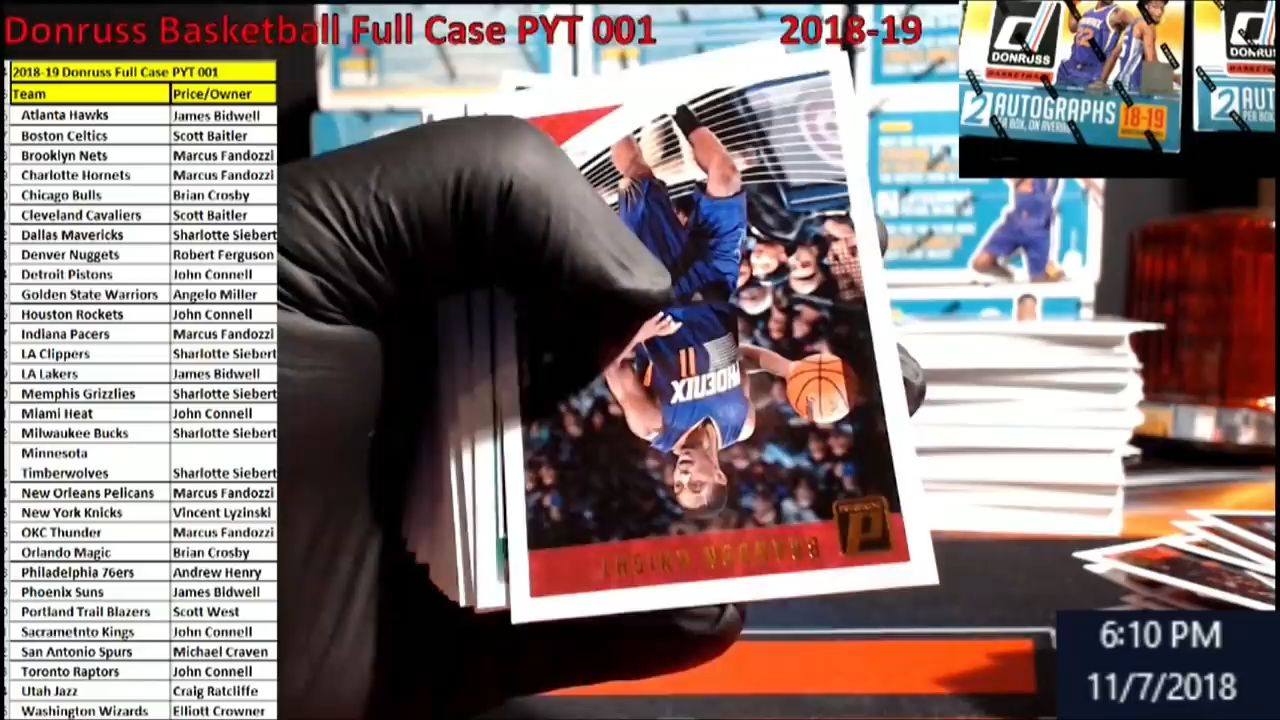 Donruss Basketball Full Case PYT 001 2018-19
2018-19 Donruss Full Case PYT 001
Team Price/Owner
Atlanta Hawks James Bidwell
Boston Celtics Scott Baitler
Brooklyn Nets Marcus Fandozzi
Charlotte Hornets Marcus Fandozzi
Chicago Bulls Brian Crosby
Cleveland Cavaliers Scott Baitler
Dallas Mavericks Sharlotte Siebert
Denver Nuggets Robert Ferguson
Detroit Pistons John Connell
Golden State Warriors Angelo Miller
Houston Rockets John Connell
Indiana Pacers Marcus Fandozzi
LA Clippers Sharlotte Siebert
LA Lakers James Bidwell
Memphis Grizzlies Sharlotte Siebert
Miami Heat John Connell
Milwaukee Bucks Sharlotte Siebert
Minnesota
Timberwolves Sharlotte Siebert
New Orleans Pelicans Marcus Fandozzi
New York Knicks Vincent Lyzinski
OKC Thunder Marcus Fandozzi
Orlando Magic Brian Crosby
Philadelphia 76ers Andrew Henry
Phoenix Suns James Bidwell
Portland Trail Blazers Scott West
Sacrametnto Kings John Connell
San Antonio Spurs Michael Craven
Toronto Raptors John Connell
Utah Jazz Craig Ratcliffe
Washington Wizards Elliott Crowner
DONRUSS
2 AUTOGRAPHS
PER BOX, ON AVERAGE
18-19
2 AUT
PHOENIX
11
BRANDON KNIGHT
6:10 PM
11/7/2018